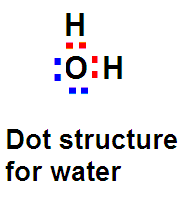 H
O H
Dot structure
for water